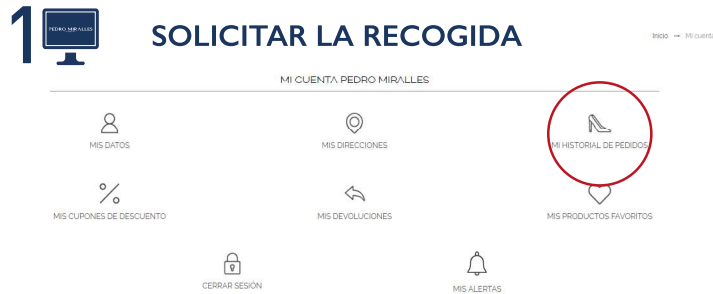 1
PEDRO MIRALLES
SOLICITAR LA RECOGIDA
Inicio → Mi cuenta
MI CUENTA PEDRO MIRALLES
MIS DATOS
MIS DIRECCIONES
MI HISTORIAL DE PEDIDOS
MIS CUPONES DE DESCUENTO
MIS DEVOLUCIONES
MIS PRODUCTOS FAVORITOS
CERRAR SESIÓN
MIS ALERTAS